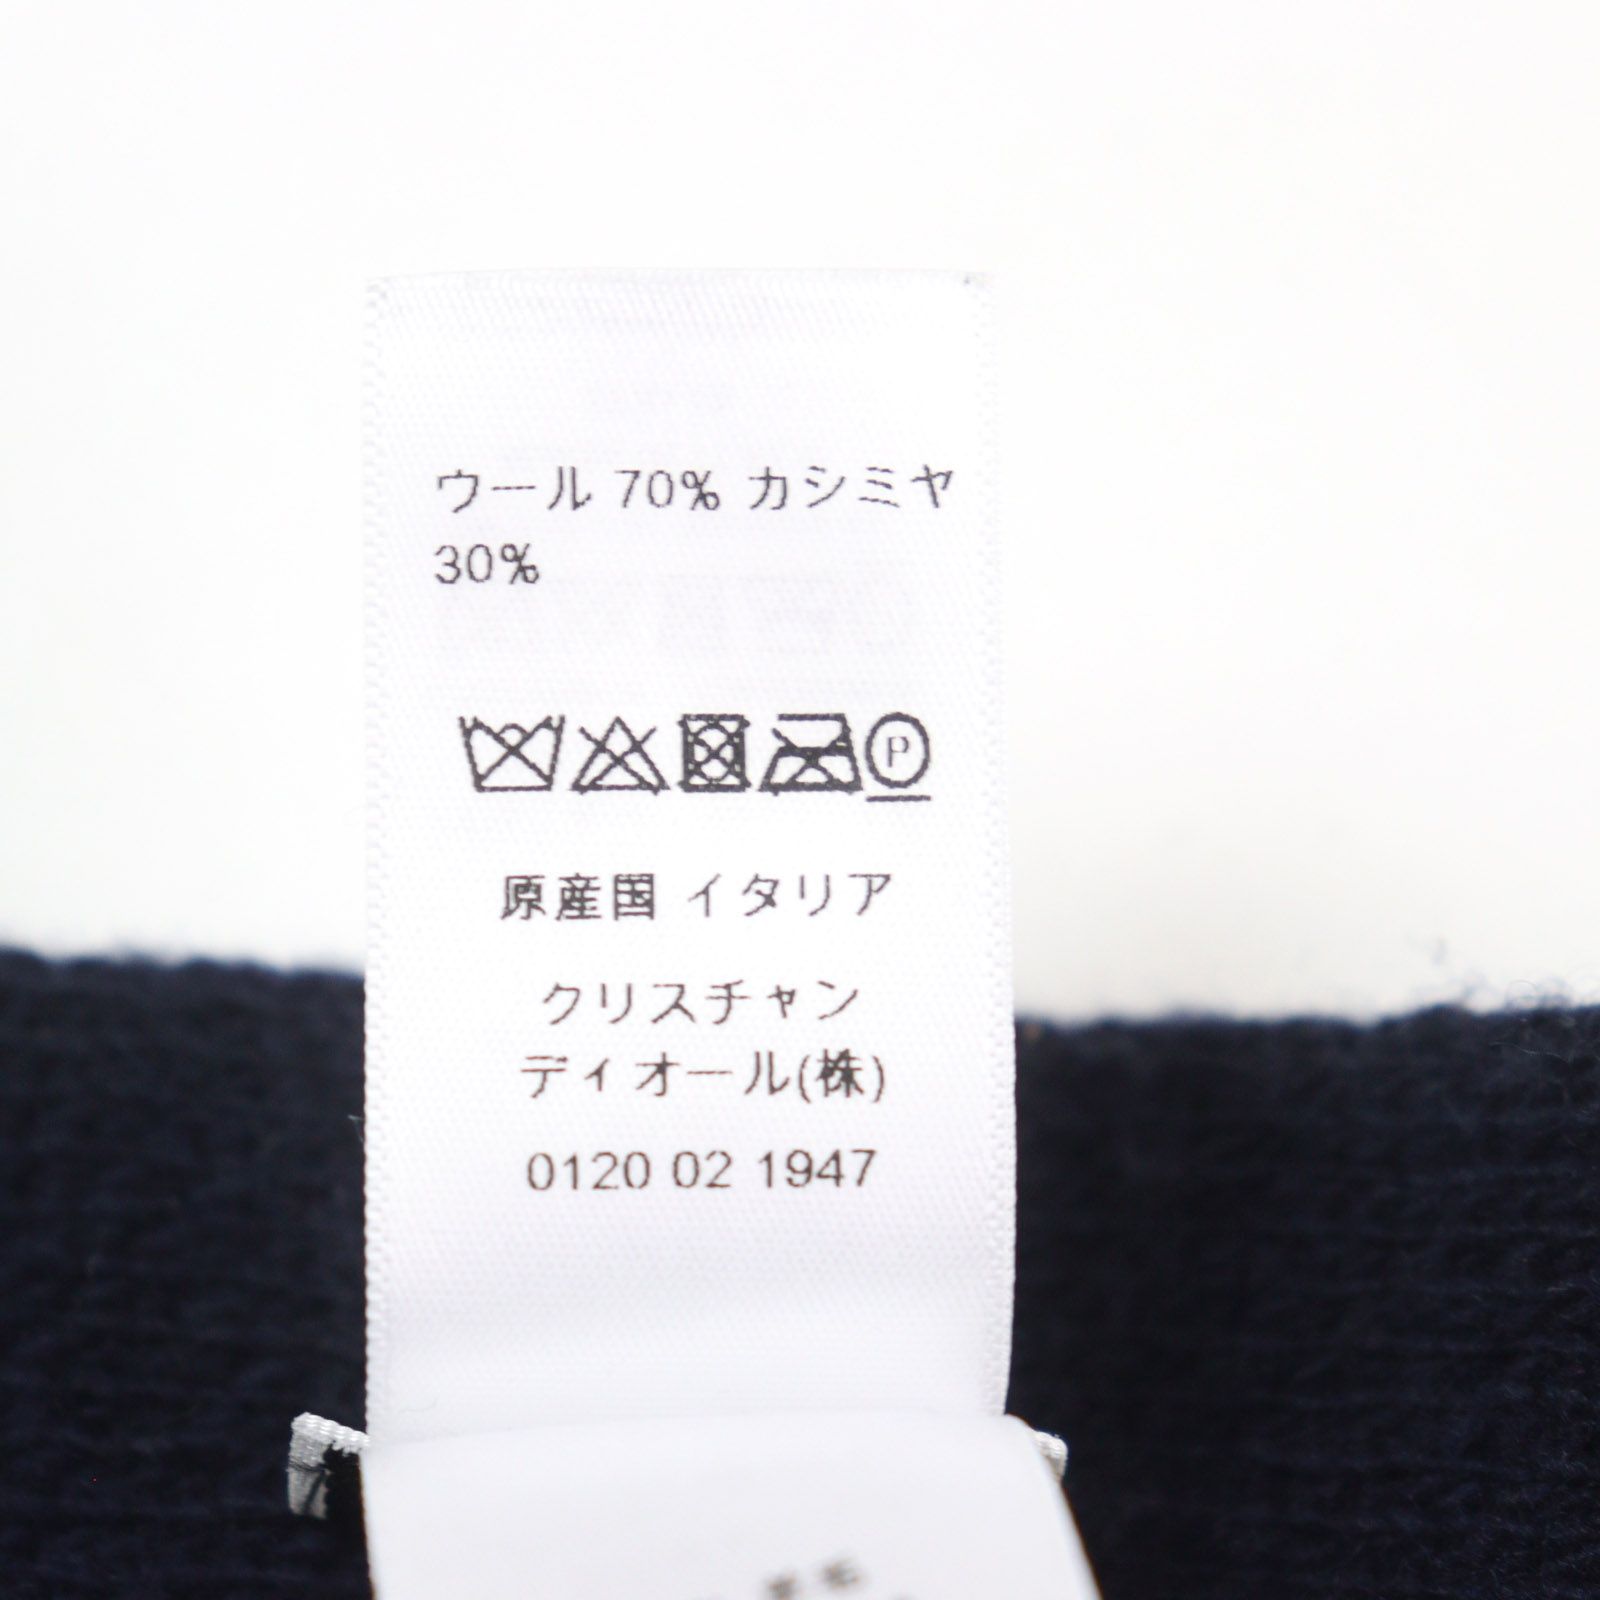 ウール 70% カシミヤ
30%
P
原産国 イタリア
クリスチャン
ディオール(株)
0120 02 1947